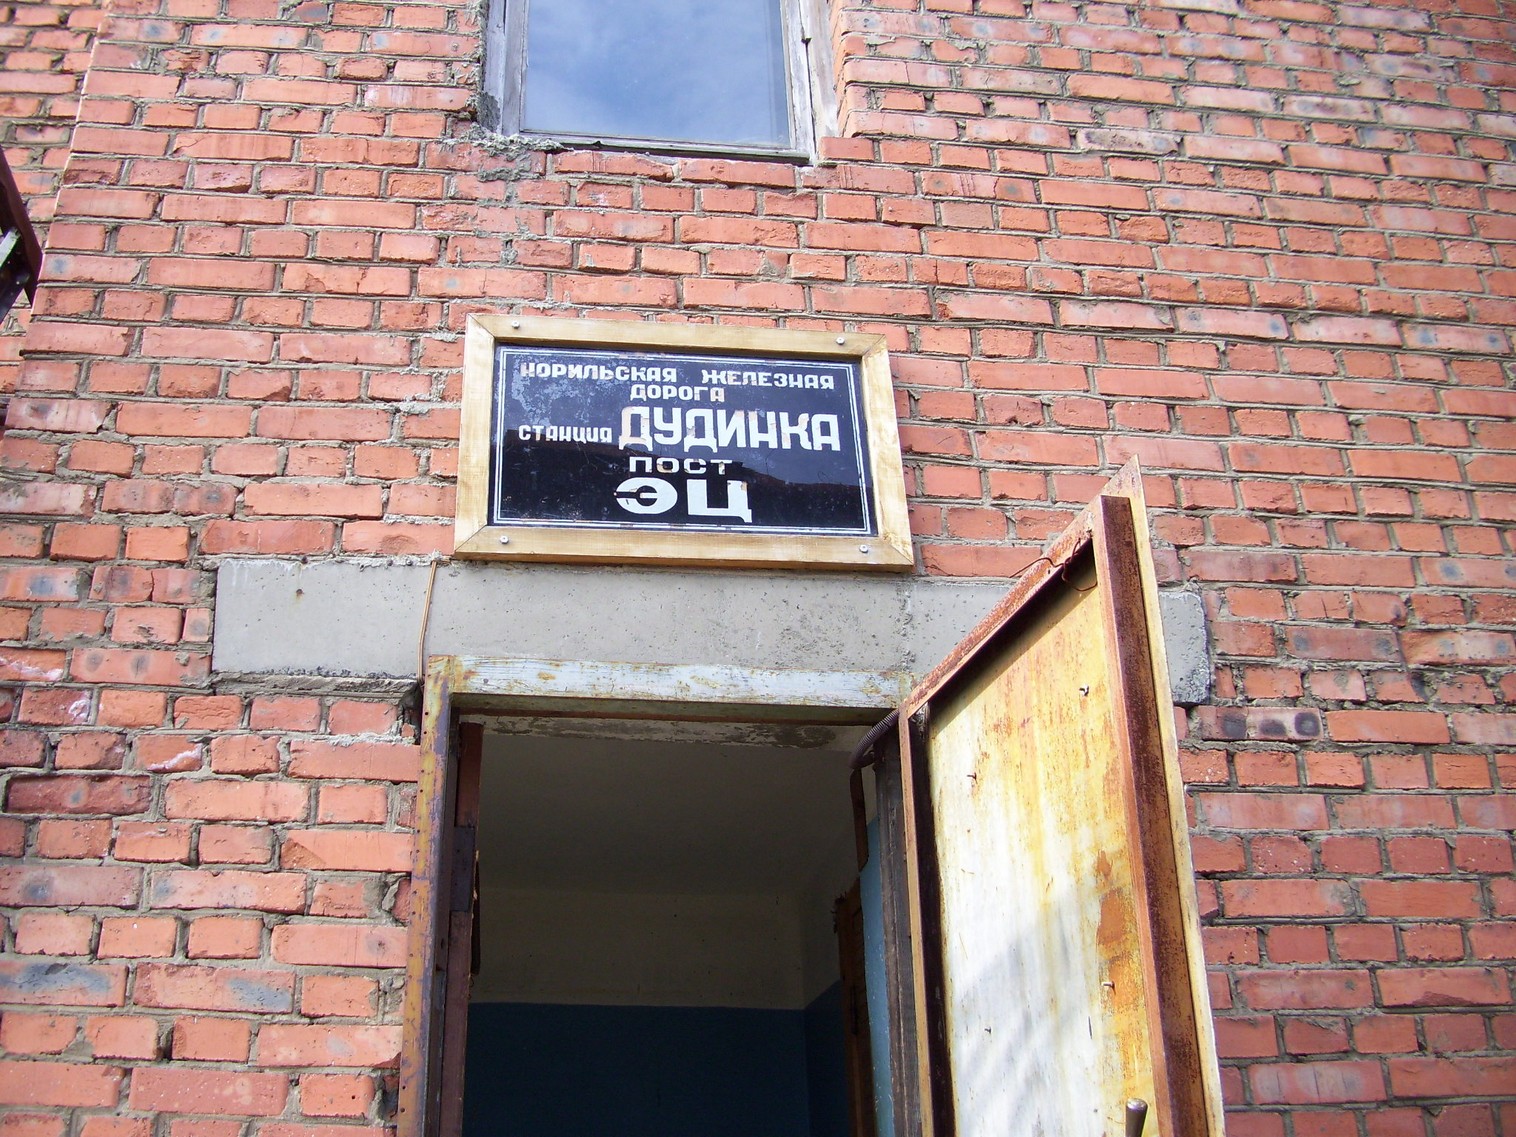 НОРИЛЬСКАЯ ЖЕЛЕЗНАЯ
ДОРОГА
СТАНЦИЯ ДУДИНКА
ПОСТ
ЭЦ